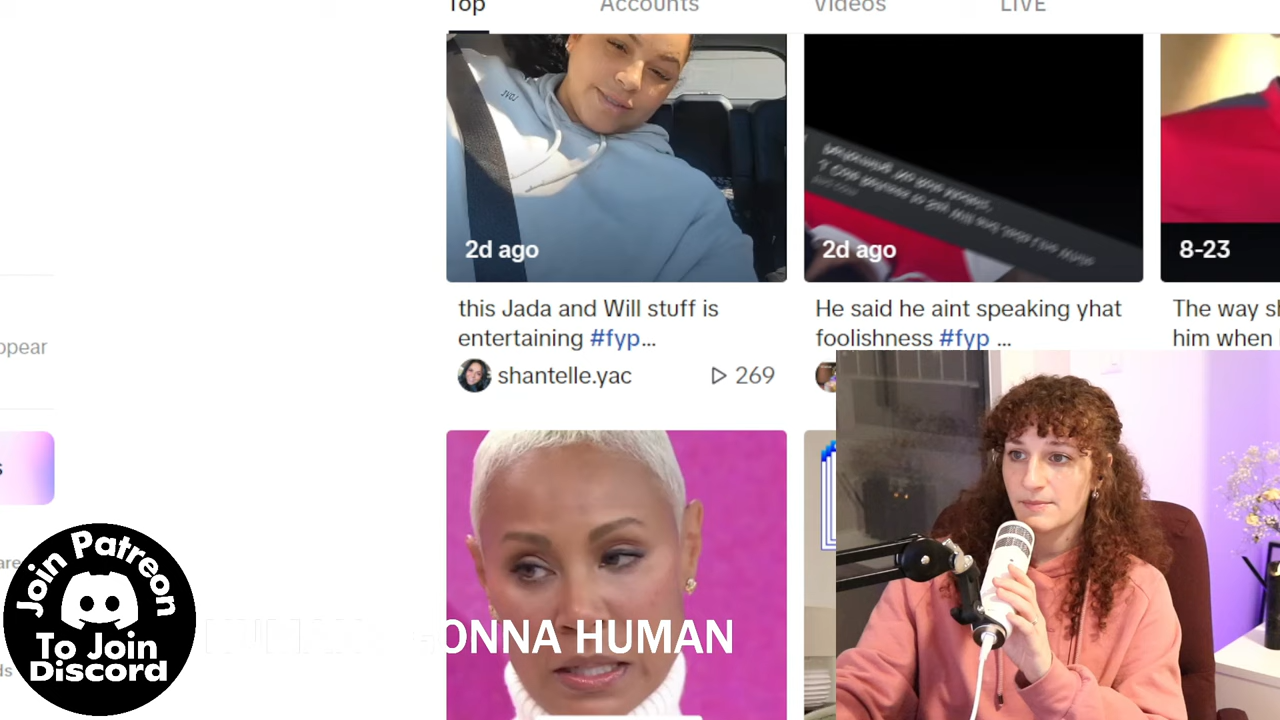 Top
Accounts
Videos
LIVE
2d ago
2d ago
8-23
this Jada and Will stuff is
entertaining #fyp...
He said he aint speaking yhat
foolishness #fyp ...
The way sh
him when
shantelle.yac
269
ppear
s
Join Patreon
To Join
Discord
GONNA HUMAN